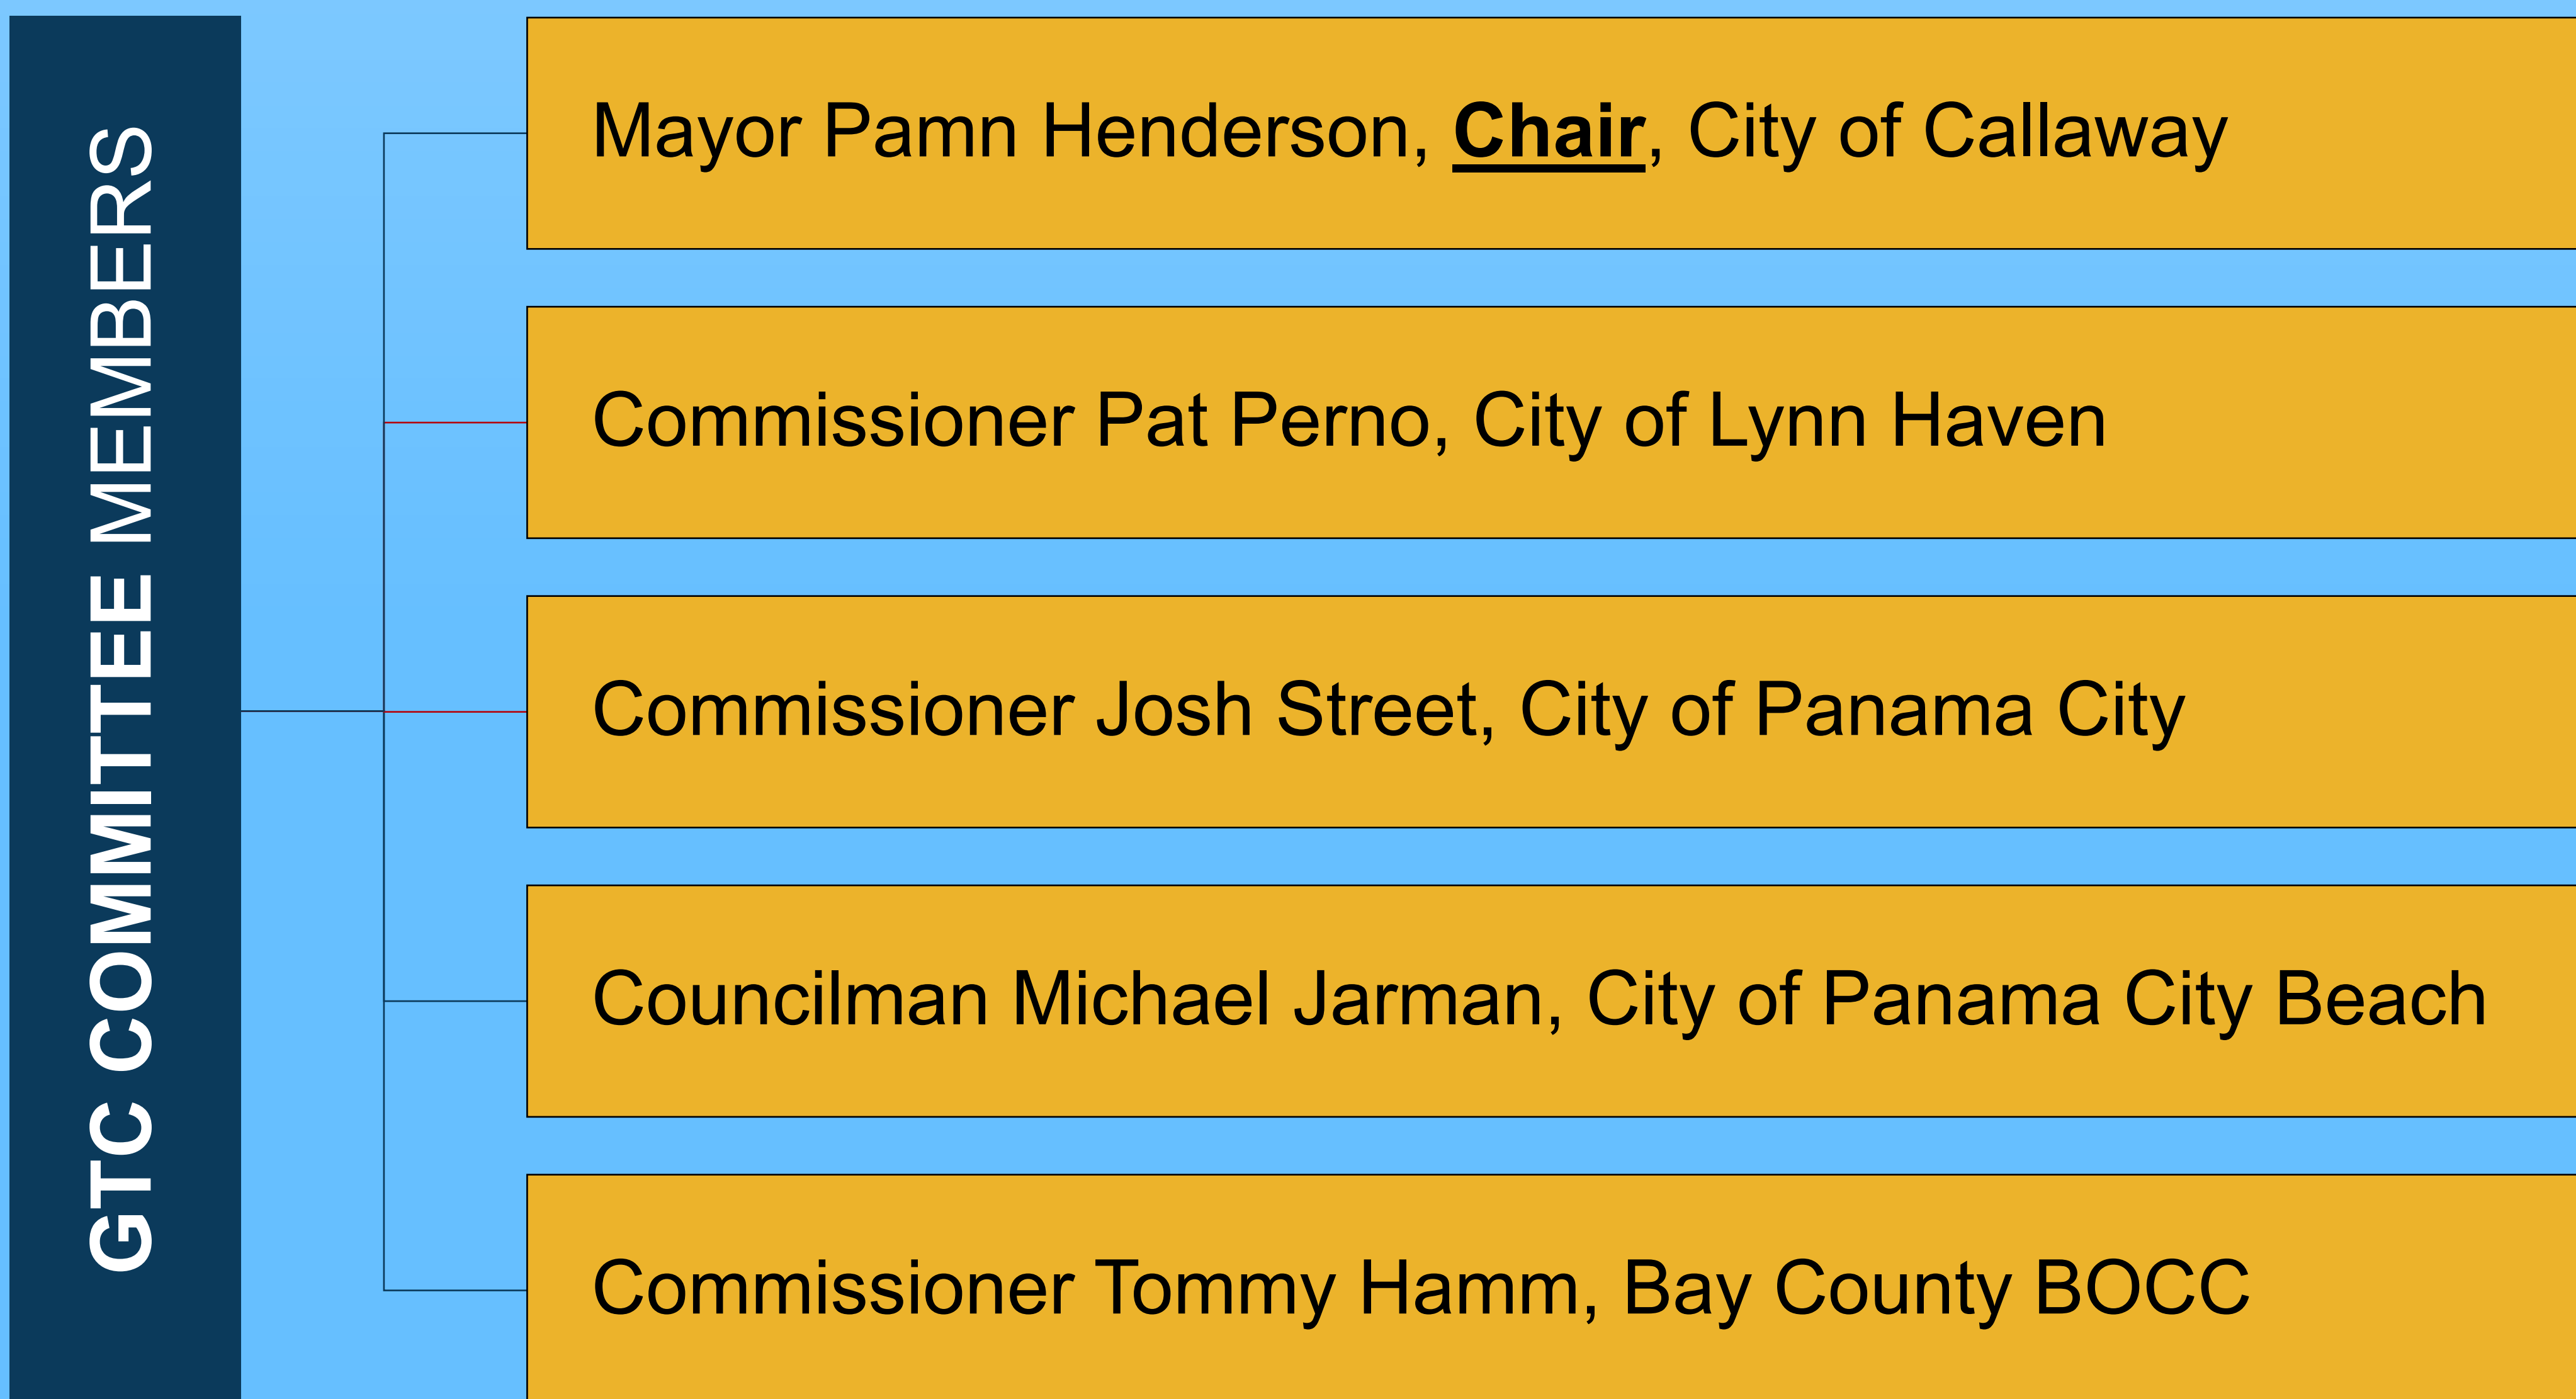 GTC COMMITTEE MEMBERS
Mayor Pamn Henderson, Chair, City of Callaway
Commissioner Pat Perno, City of Lynn Haven
Commissioner Josh Street, City of Panama City
Councilman Michael Jarman, City of Panama City Beach
Commissioner Tommy Hamm, Bay County BOCC